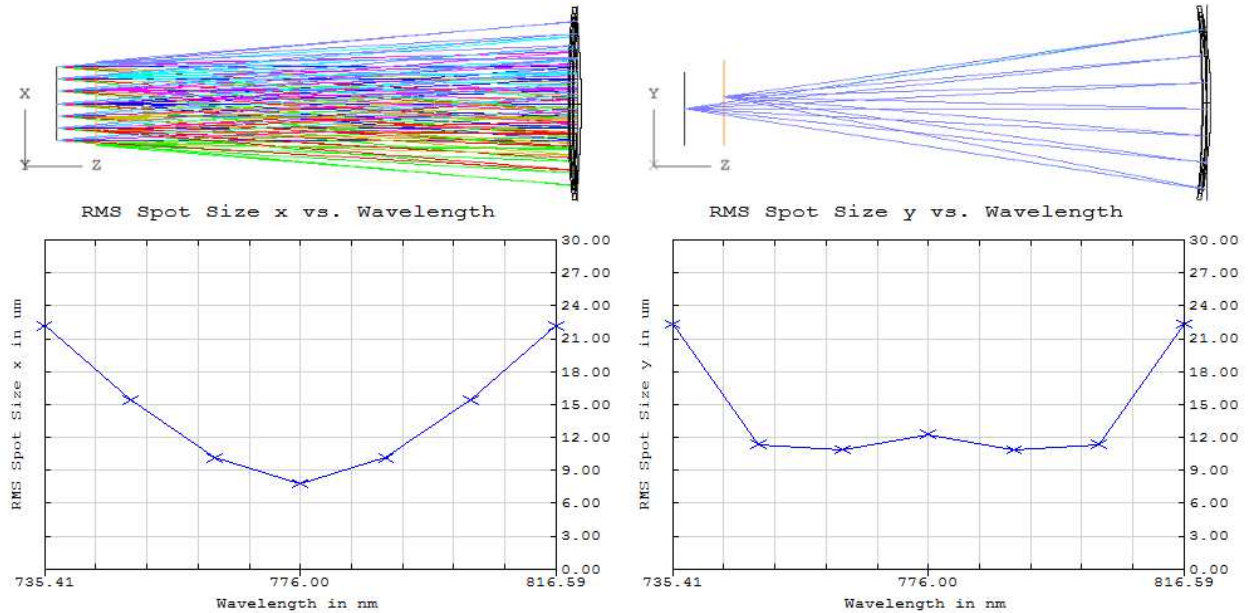 X
Y
Z
Y
X
Z
RMS Spot Size x vs. Wavelength
RMS Spot Size y vs. Wavelength
RMS Spot Size x in um
30.00
27.00
24.00
21.00
18.00
15.00
12.00
9.00
6.00
3.00
0.00
735.41
776.00
816.59
Wavelength in nm
RMS Spot Size y in um
30.00
27.00
24.00
21.00
18.00
15.00
12.00
9.00
6.00
3.00
0.00
735.41
776.00
816.59
Wavelength in nm